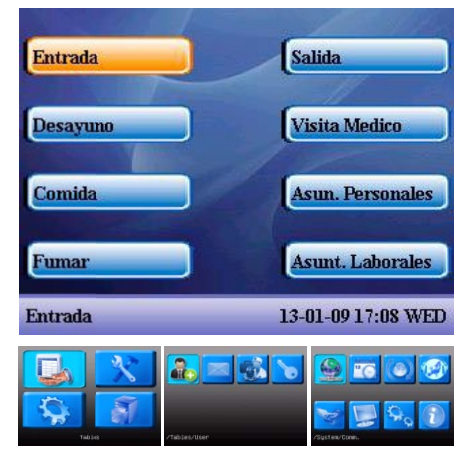 Entrada
Salida
Desayuno
Visita Medico
Comida
Asun. Personales
Fumar
Asunt. Laborales
Entrada 13-01-09 17:08 WED
Tables
/Tables/User
/System/Comm.